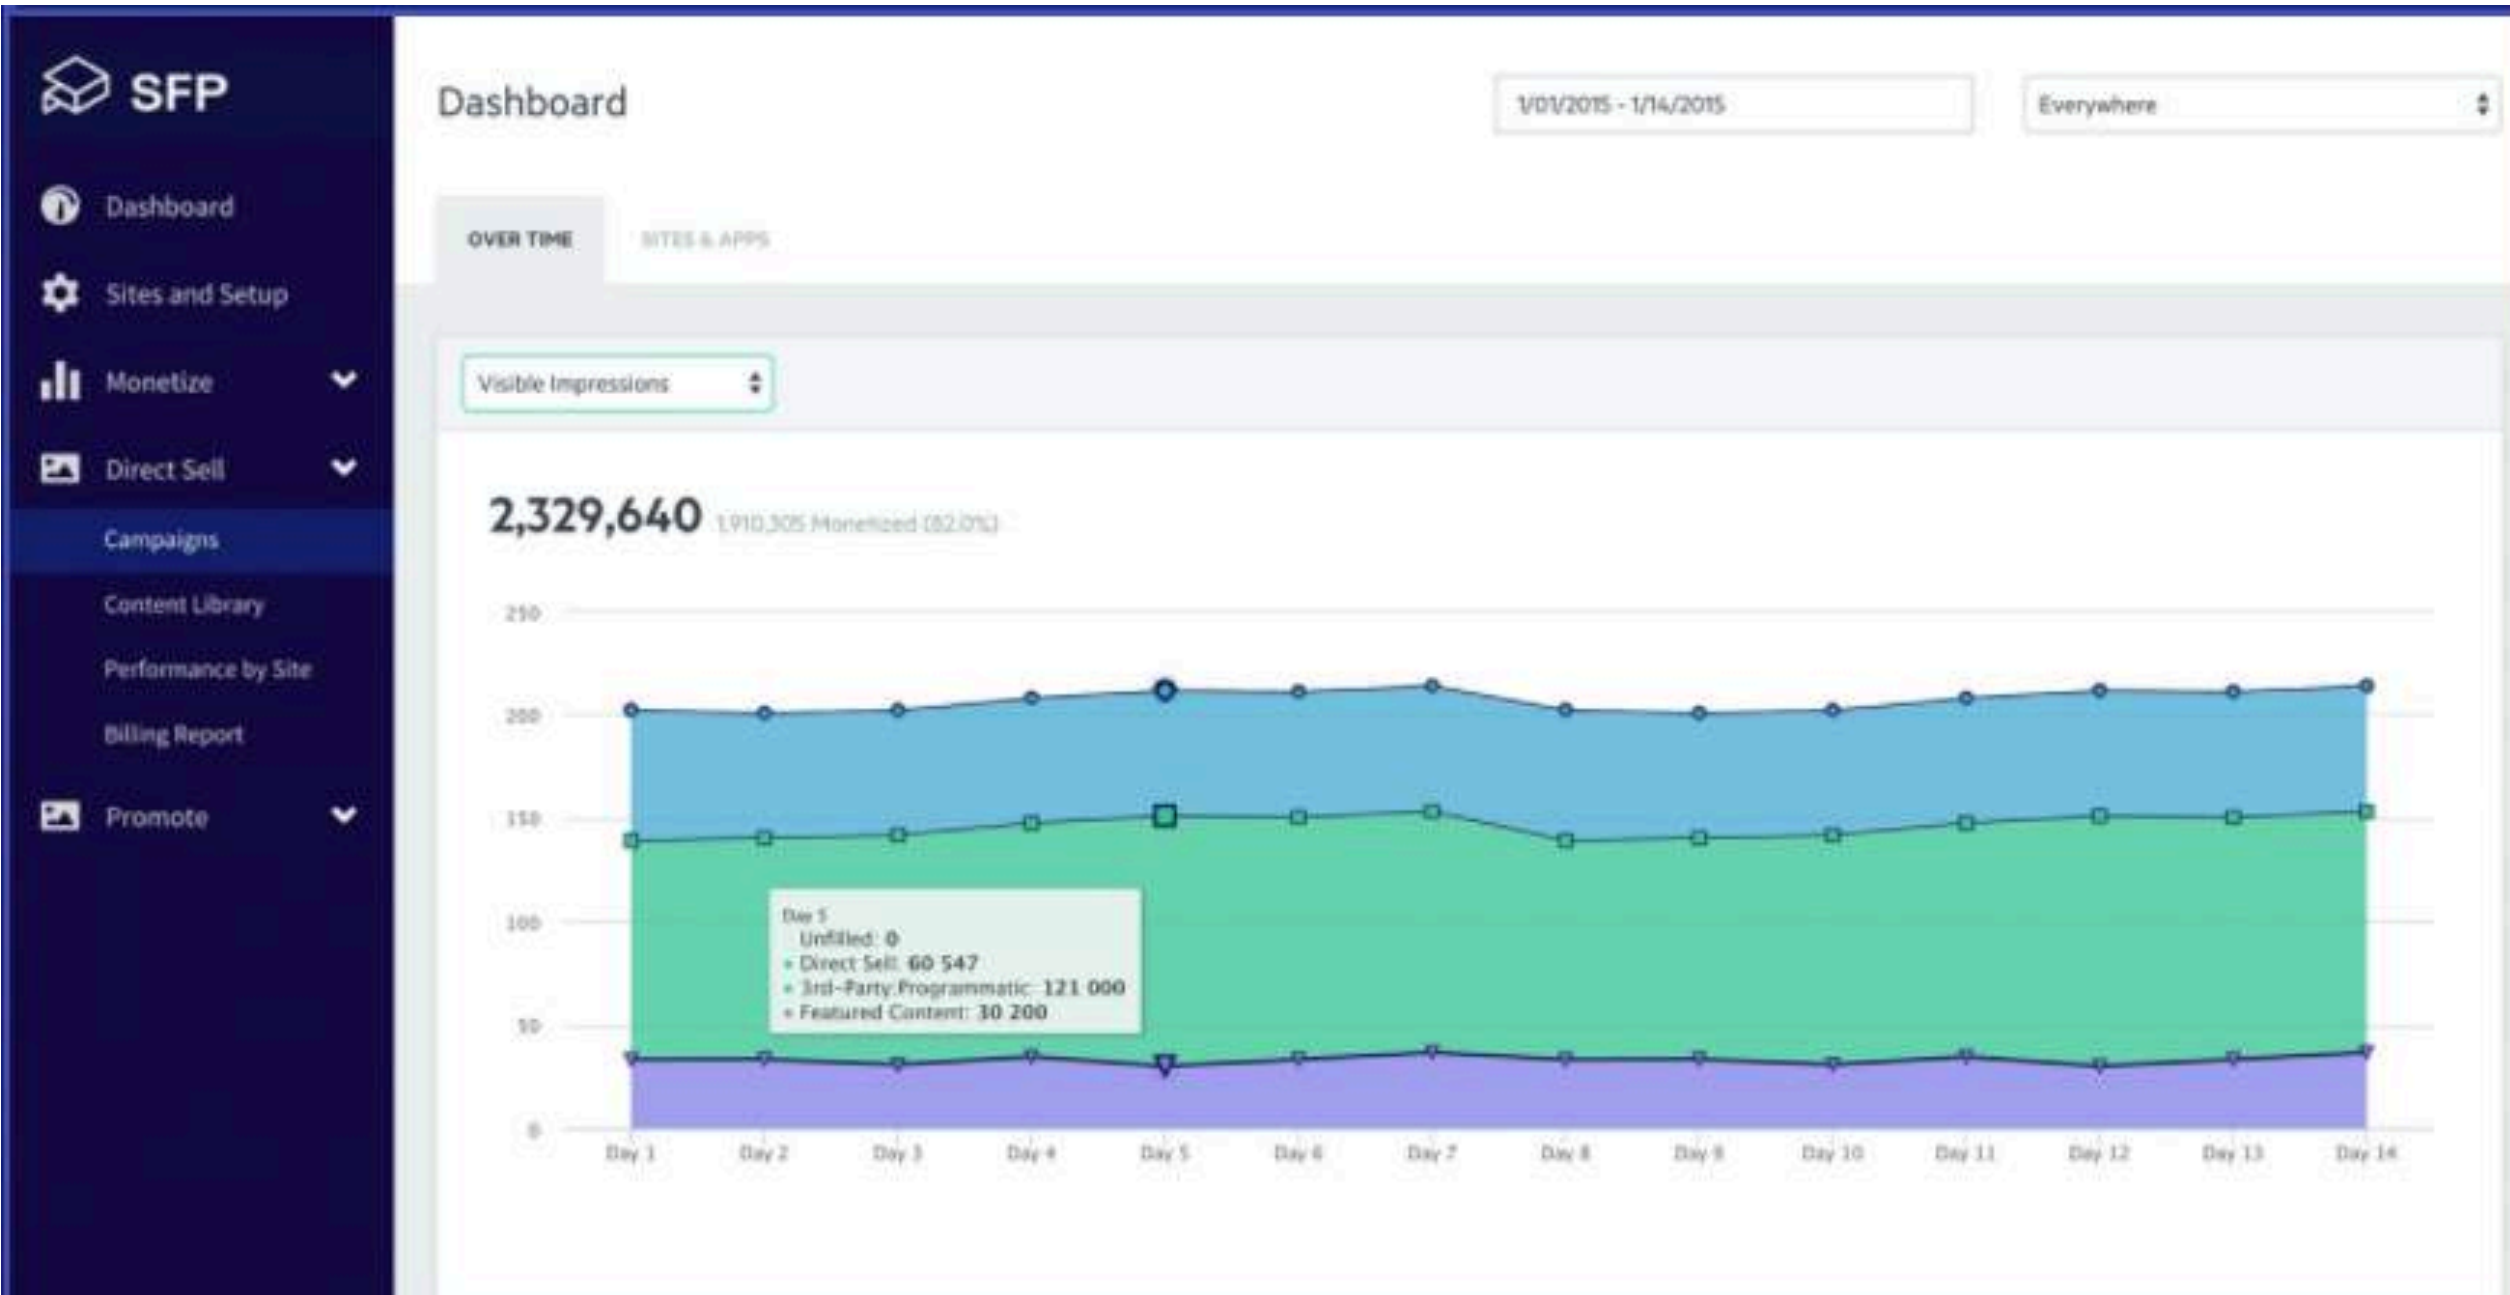 SFP
Dashboard
Sites and Setup
Monetize
Direct Sell
Campaigns
Content Library
Performance by Site
Billing Report
Promote
Dashboard
1/01/2015 - 1/14/2015
Everywhere
OVER TIME
SITES & APPS
Visible Impressions
2,329,640 1,910,305 Monetized (82.0%)
250
200
150
100
50
0
Day 5
Unfilled: 0
Direct Sell: 60 547
3rd-Party Programmatic: 121 000
Featured Content: 30 200
Day 1 Day 2 Day 3 Day 4 Day 5 Day 6 Day 7 Day 8 Day 9 Day 10 Day 11 Day 12 Day 13 Day 14